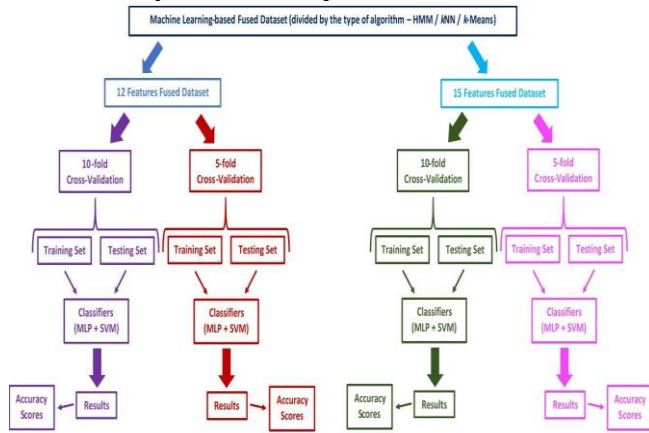 Machine Learning-based Fused Dataset (divided by the type of algorithm – HMM / kNN / k-Means)
12 Features Fused Dataset
15 Features Fused Dataset
10-fold
Cross-Validation
5-fold
Cross-Validation
10-fold
Cross-Validation
5-fold
Cross-Validation
Training Set
Testing Set
Training Set
Testing Set
Training Set
Testing Set
Training Set
Testing Set
Classifiers
(MLP + SVM)
Classifiers
(MLP + SVM)
Classifiers
(MLP + SVM)
Classifiers
(MLP + SVM)
Accuracy
Scores
Results
Results
Accuracy
Scores
Accuracy
Scores
Results
Results
Accuracy
Scores